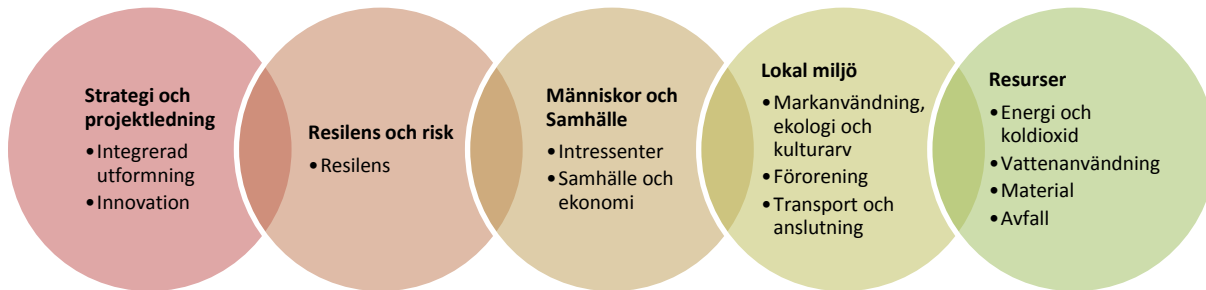 Strategi och
projektledning
• Integrerad
utformning
• Innovation
Resilens och risk
• Resilens
Människor och
Samhälle
• Intressenter
• Samhälle och
ekonomi
Lokal miljö
• Markanvändning,
ekologi och
kulturarv
• Förorening
• Transport och
anslutning
Resurser
• Energi och
koldioxid
• Vattenanvändning
• Material
• Avfall